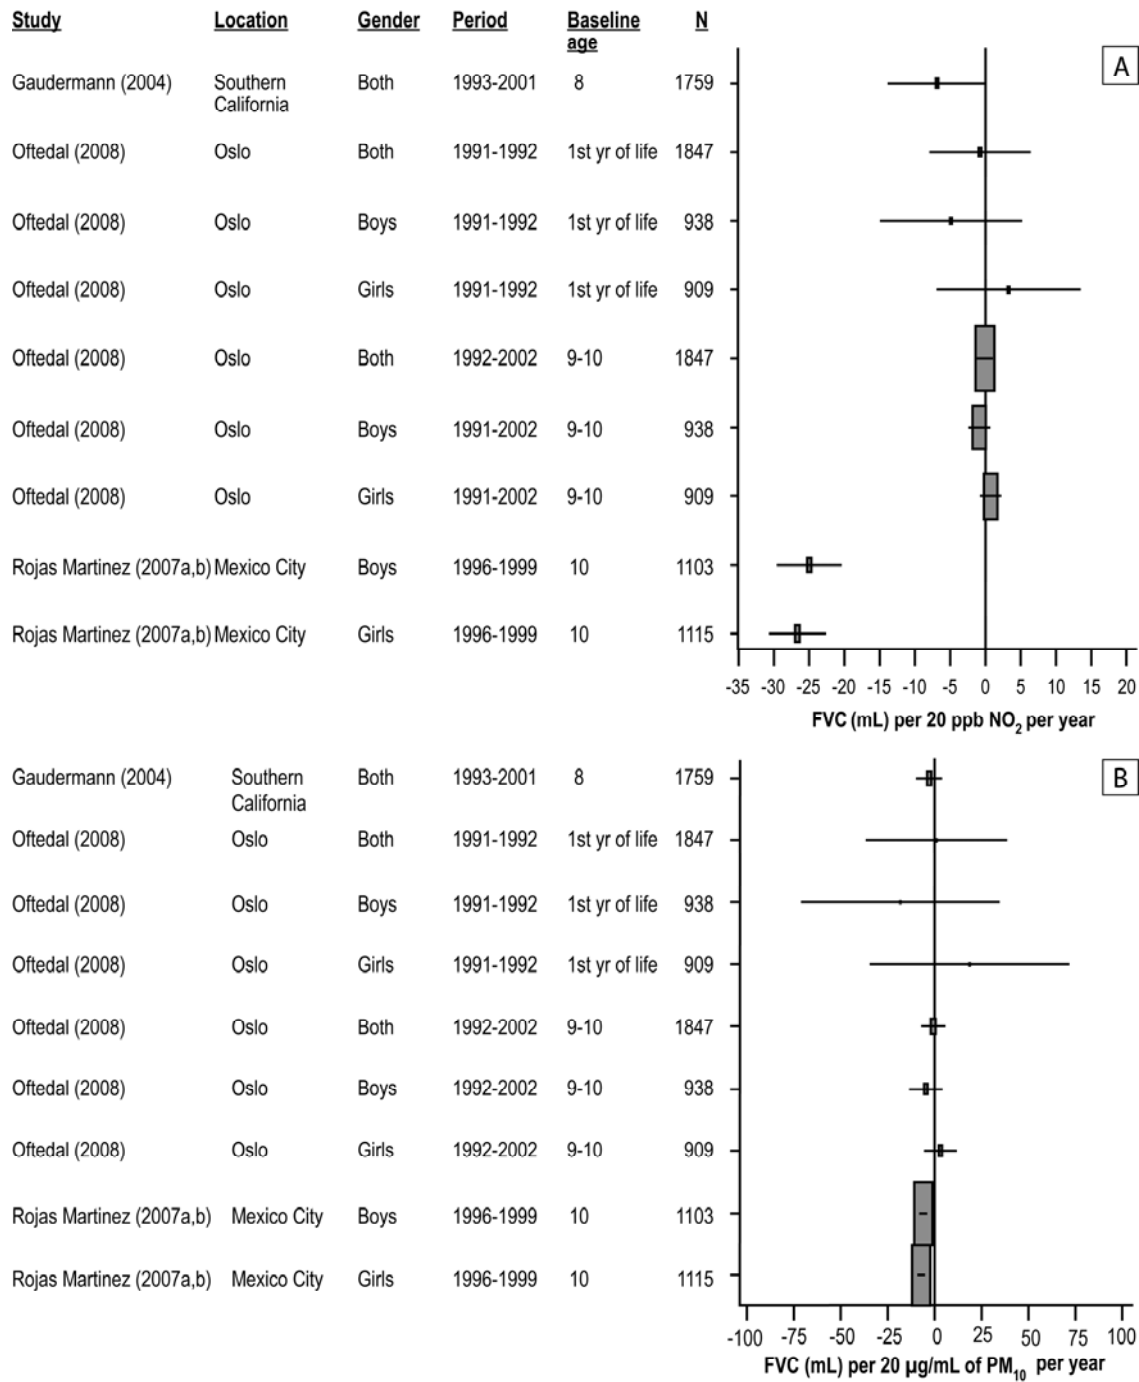 Study Location Gender Period Baseline age N
A
Gaudermann (2004) Southern California Both 1993-2001 8 1759
Oftedal (2008) Oslo Both 1991-1992 1st yr of life 1847
Oftedal (2008) Oslo Boys 1991-1992 1st yr of life 938
Oftedal (2008) Oslo Girls 1991-1992 1st yr of life 909
Oftedal (2008) Oslo Both 1992-2002 9-10 1847
Oftedal (2008) Oslo Boys 1991-2002 9-10 938
Oftedal (2008) Oslo Girls 1991-2002 9-10 909
Rojas Martinez (2007a,b) Mexico City Boys 1996-1999 10 1103
Rojas Martinez (2007a,b) Mexico City Girls 1996-1999 10 1115
-35 -30 -25 -20 -15 -10 -5 0 5 10 15 20
FVC (mL) per 20 ppb NO₂ per year
B
Gaudermann (2004) Southern California Both 1993-2001 8 1759
Oftedal (2008) Oslo Both 1991-1992 1st yr of life 1847
Oftedal (2008) Oslo Boys 1991-1992 1st yr of life 938
Oftedal (2008) Oslo Girls 1991-1992 1st yr of life 909
Oftedal (2008) Oslo Both 1992-2002 9-10 1847
Oftedal (2008) Oslo Boys 1992-2002 9-10 938
Oftedal (2008) Oslo Girls 1992-2002 9-10 909
Rojas Martinez (2007a,b) Mexico City Boys 1996-1999 10 1103
Rojas Martinez (2007a,b) Mexico City Girls 1996-1999 10 1115
-100 -75 -50 -25 0 25 50 75 100
FVC (mL) per 20 µg/mL of PM₁₀ per year